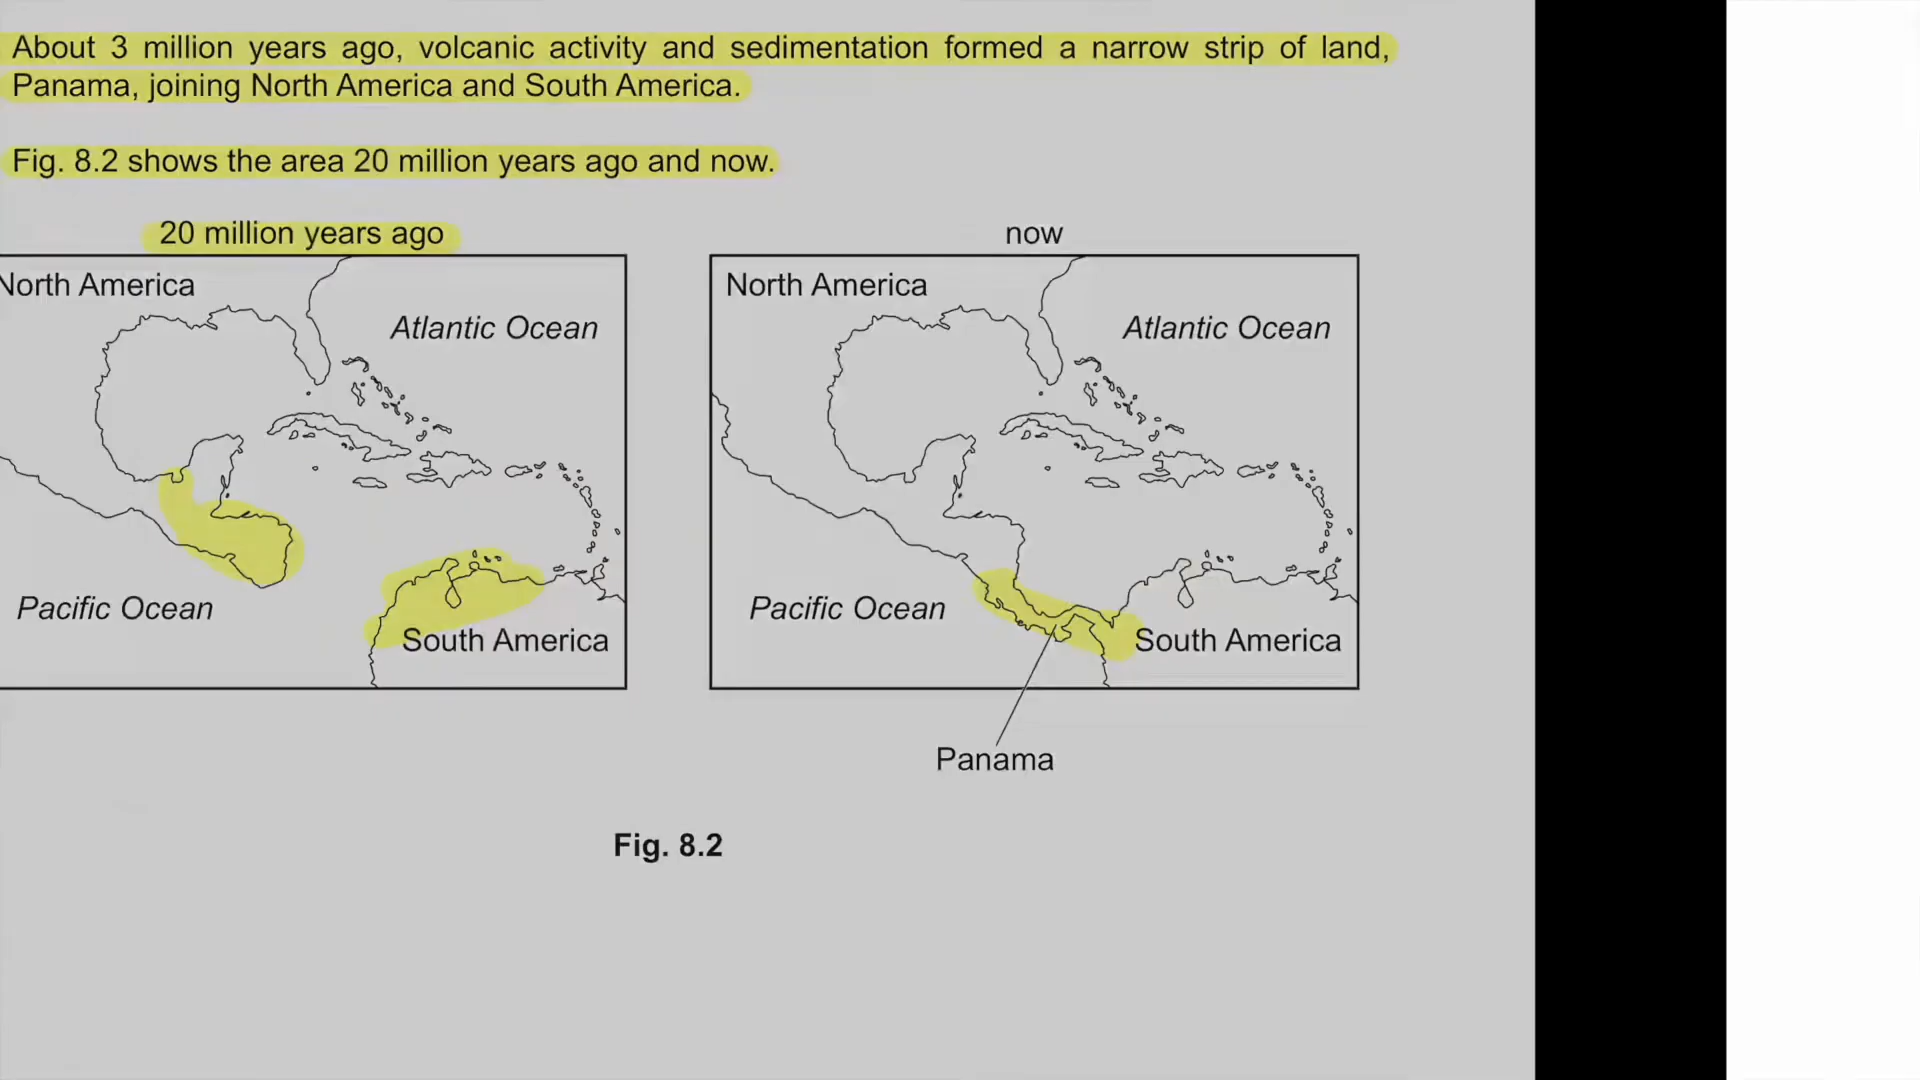 About 3 million years ago, volcanic activity and sedimentation formed a narrow strip of land,
Panama, joining North America and South America.
Fig. 8.2 shows the area 20 million years ago and now.
20 million years ago
now
North America
Atlantic Ocean
Pacific Ocean
South America
North America
Atlantic Ocean
Pacific Ocean
South America
Panama
Fig. 8.2